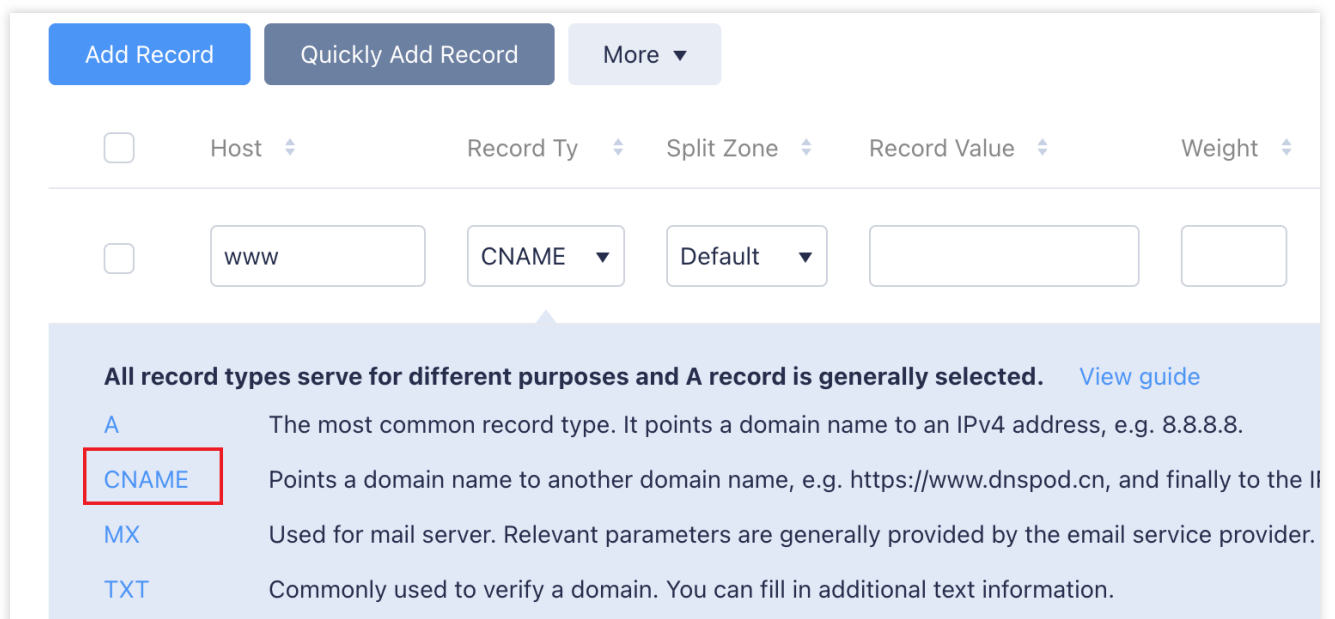 Add Record Quickly Add Record More
Host Record Ty Split Zone Record Value Weight
www CNAME Default
All record types serve for different purposes and A record is generally selected. View guide
A The most common record type. It points a domain name to an IPv4 address, e.g. 8.8.8.8.
CNAME Points a domain name to another domain name, e.g. https://www.dnspod.cn, and finally to the
MX Used for mail server. Relevant parameters are generally provided by the email service provider.
TXT Commonly used to verify a domain. You can fill in additional text information.